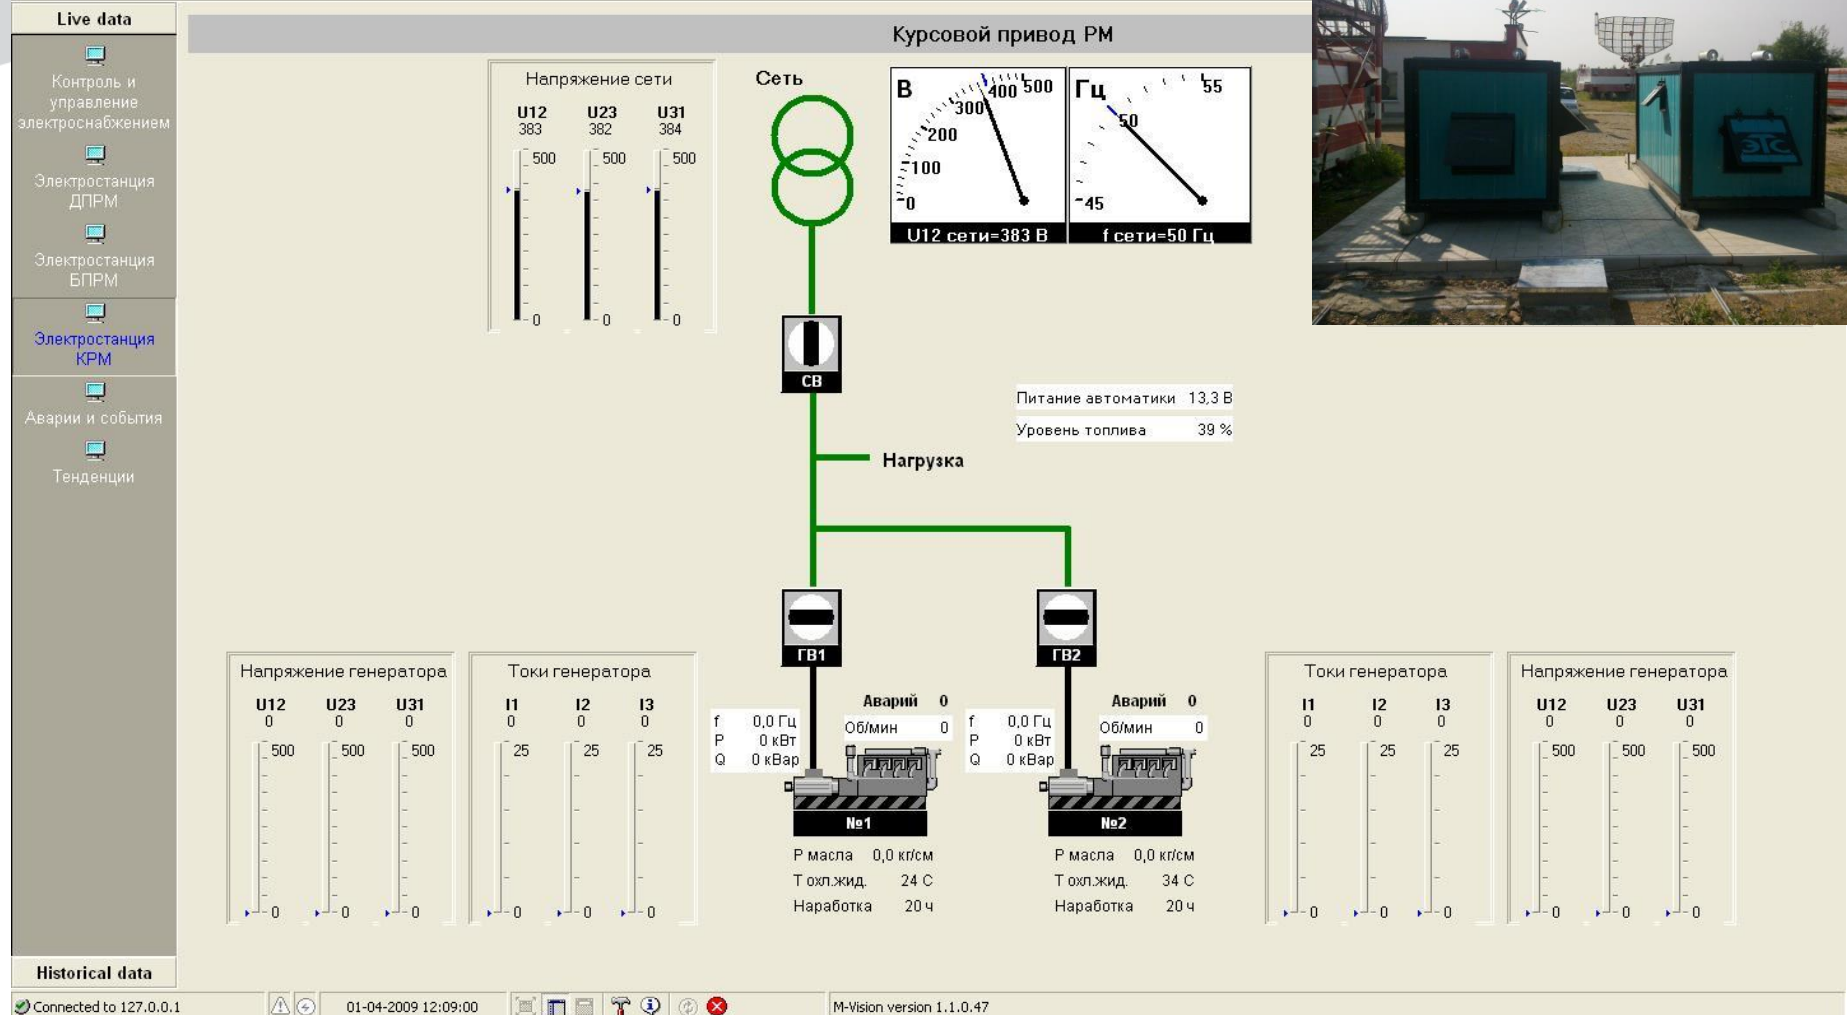 Live data
Контроль и
управление
электроснабжением
Электростанция
ДПРМ
Электростанция
БПРМ
Электростанция
КРМ
Аварии и события
Тенденции
Historical data
Курсовой привод РМ
Напряжение сети
U12 U23 U31
383 382 384
500 500 500
0 0 0
Сеть
В
0 100 200 300 400 500
U12 сети=383 В
Гц
45 50 55
f сети=50 Гц
ЭТС
СВ
Питание автоматики 13,3 В
Уровень топлива 39 %
Нагрузка
ГВ1 ГВ2
Напряжение генератора
U12 U23 U31
0 0 0
500 500 500
0 0 0
Токи генератора
I1 I2 I3
0 0 0
25 25 25
0 0 0
Аварий 0
Об/мин 0
f 0,0 Гц
P 0 кВт
Q 0 кВар
№1
Р масла 0,0 кг/см
Т охл.жид. 24 С
Наработка 20 ч
Аварий 0
Об/мин 0
f 0,0 Гц
P 0 кВт
Q 0 кВар
№2
Р масла 0,0 кг/см
Т охл.жид. 34 С
Наработка 20 ч
Токи генератора
I1 I2 I3
0 0 0
25 25 25
0 0 0
Напряжение генератора
U12 U23 U31
0 0 0
500 500 500
0 0 0
Connected to 127.0.0.1
01-04-2009 12:09:00
M-Vision version 1.1.0.47